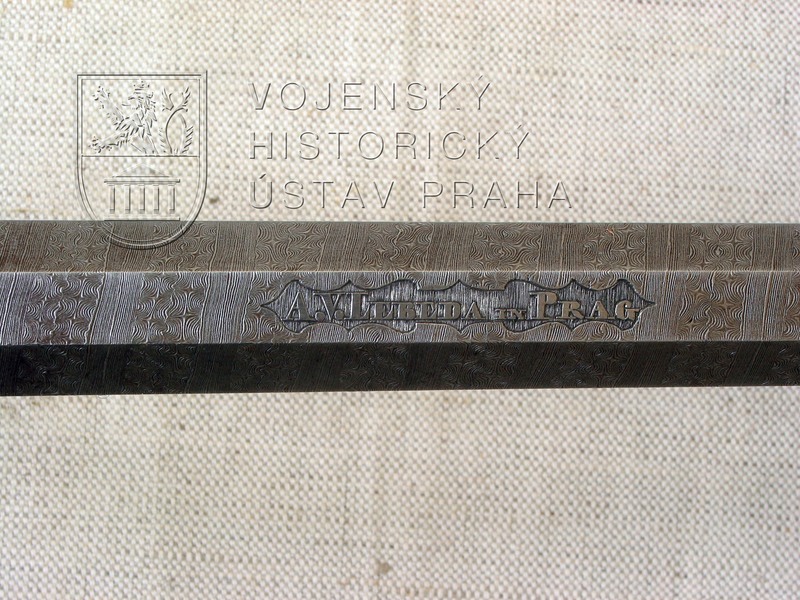 VOJENSKÝ
HISTORICKÝ
ÚSTAV PRAHA
A.V.LEBEDA IN PRAG